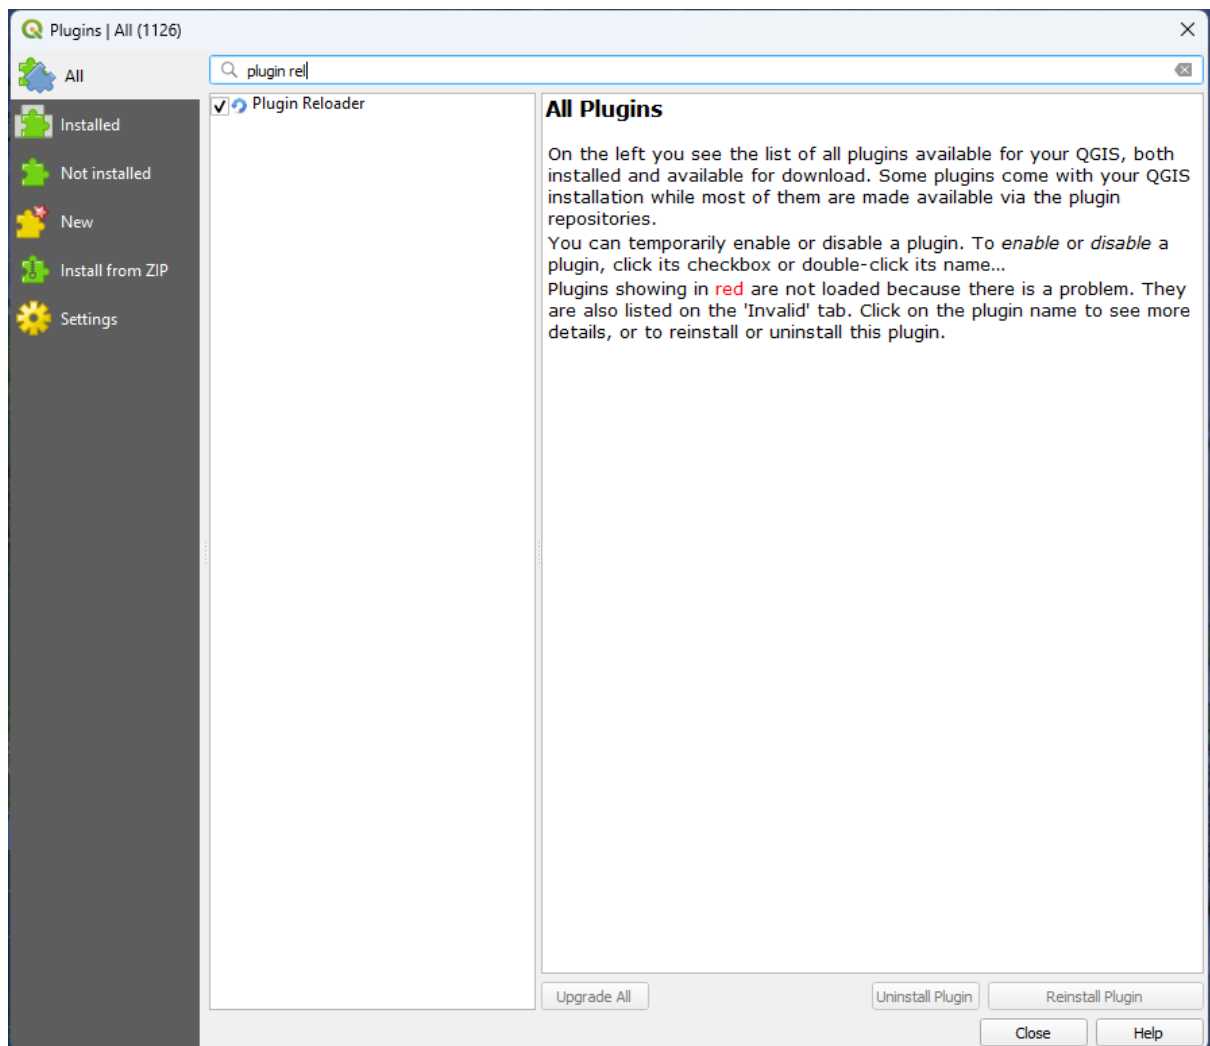 Plugins | All (1126)
All
plugin rel
Installed
Not installed
New
Install from ZIP
Settings
Plugin Reloader
All Plugins
On the left you see the list of all plugins available for your QGIS, both
installed and available for download. Some plugins come with your QGIS
installation while most of them are made available via the plugin
repositories.
You can temporarily enable or disable a plugin. To enable or disable a
plugin, click its checkbox or double-click its name...
Plugins showing in red are not loaded because there is a problem. They
are also listed on the 'Invalid' tab. Click on the plugin name to see more
details, or to reinstall or uninstall this plugin.
Upgrade All
Uninstall Plugin
Reinstall Plugin
Close
Help